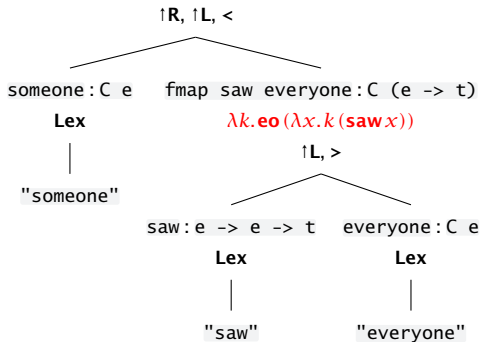 ↑R, ↑L, <
someone : C e fmap saw everyone : C (e -> t)
Lex λk. eo (λx. k (saw x))
↑L, >
"someone"
saw : e -> e -> t everyone : C e
Lex Lex
"saw" "everyone"